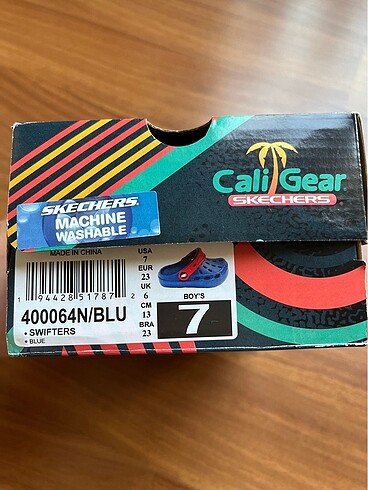 Cali Gear
SKECHERS
SKECHERS
MACHINE
WASHABLE
MADE IN CHINA
USA
7
EUR
23
UK
6
CM
13
BRA
23
1 94428 51787 2
BOY'S
7
400064N/BLU
• SWIFTERS
• BLUE